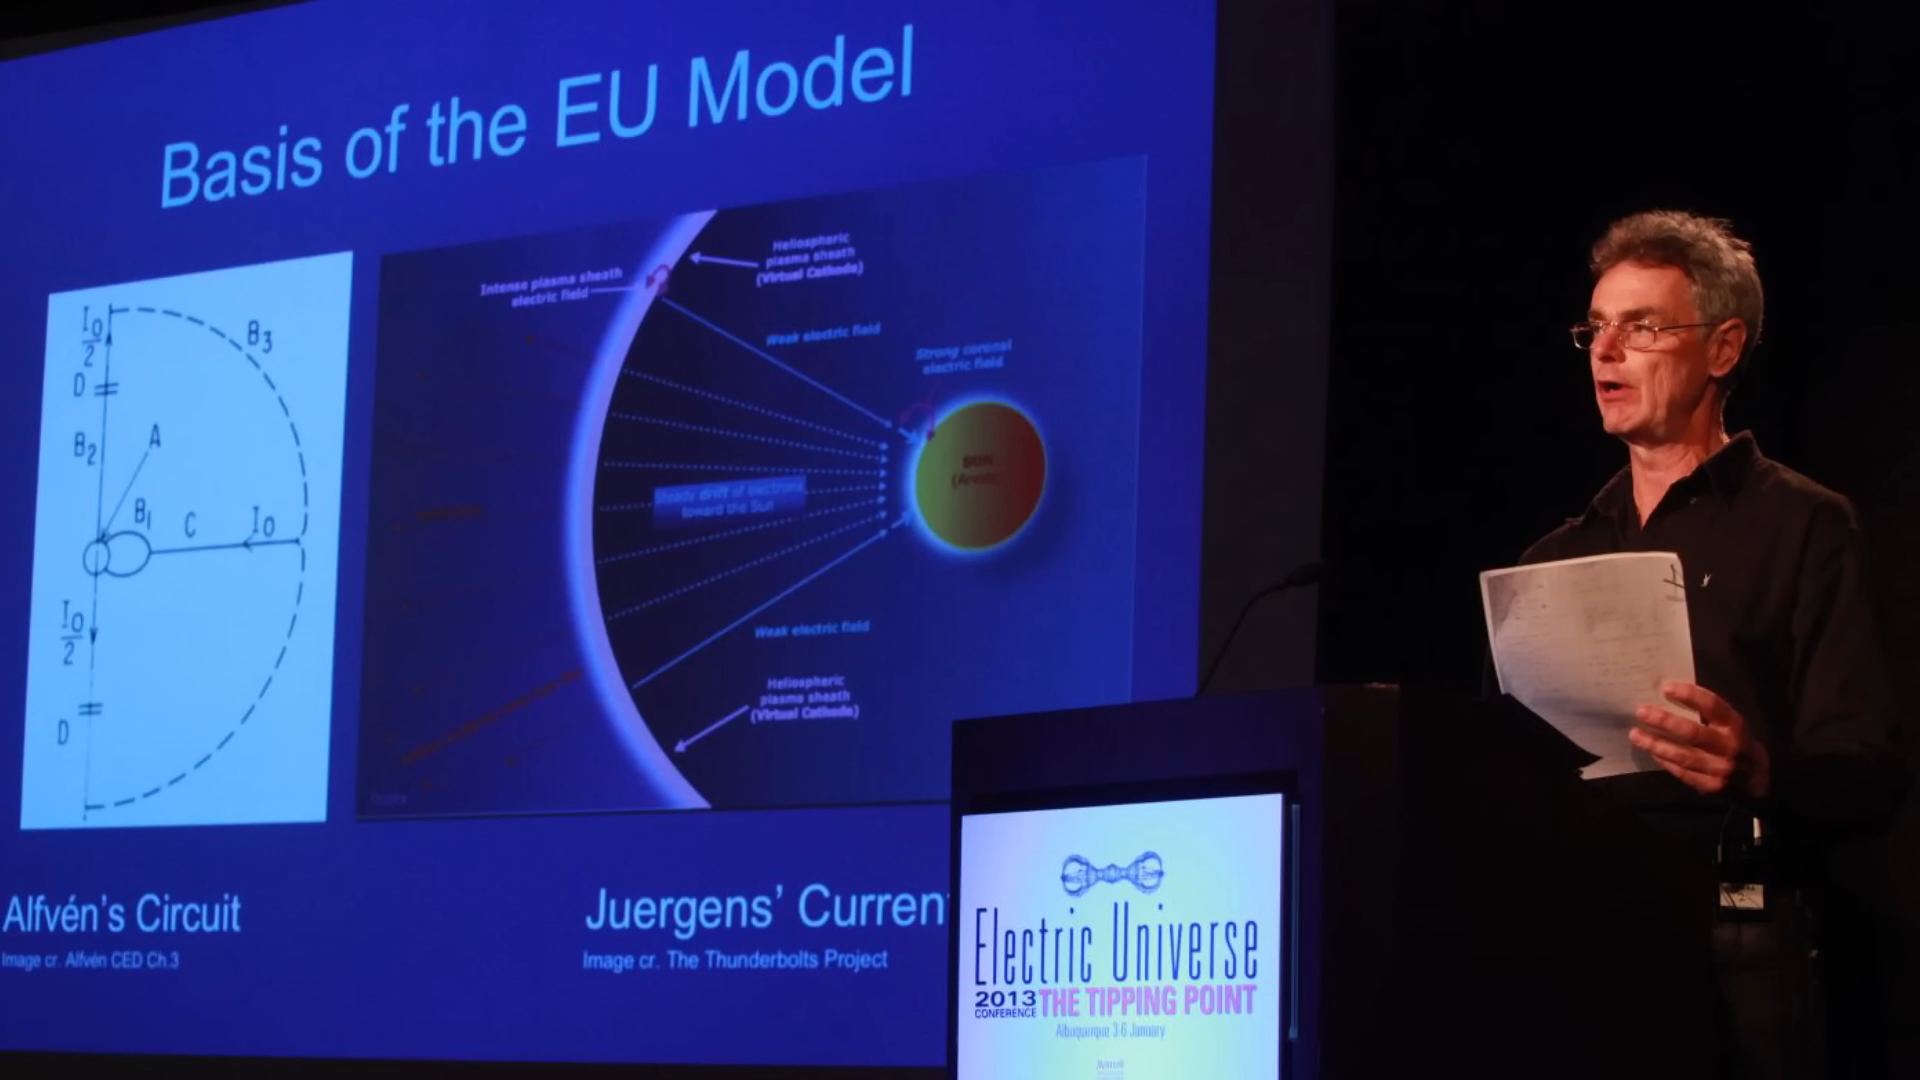 Basis of the EU Model
I0
2
D
B3
B2
A
B1
C
I0
I0
2
D
Intense plasma sheath
electric field
Heliospheric
plasma sheath
(Virtual Cathode)
Weak electric field
Strong coronal
electric field
SUN
(Anode)
Steady drift of electrons
toward the Sun
Weak electric field
Heliospheric
plasma sheath
(Virtual Cathode)
Alfvén's Circuit
Image cr. Alfvén CED Ch.3
Juergens' Curren
Image cr. The Thunderbolts Project
Electric Universe
2013
CONFERENCE
THE TIPPING POINT
Albuquerque 3-6 January